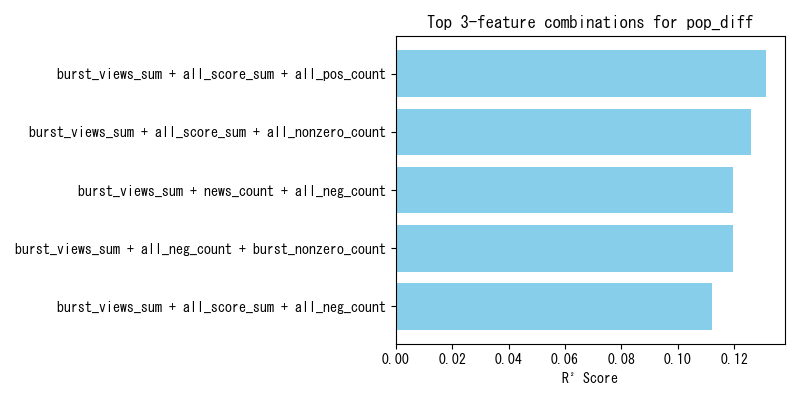 Top 3-feature combinations for pop_diff
burst_views_sum + all_score_sum + all_pos_count
burst_views_sum + all_score_sum + all_nonzero_count
burst_views_sum + news_count + all_neg_count
burst_views_sum + all_neg_count + burst_nonzero_count
burst_views_sum + all_score_sum + all_neg_count
0.00 0.02 0.04 0.06 0.08 0.10 0.12
R² Score